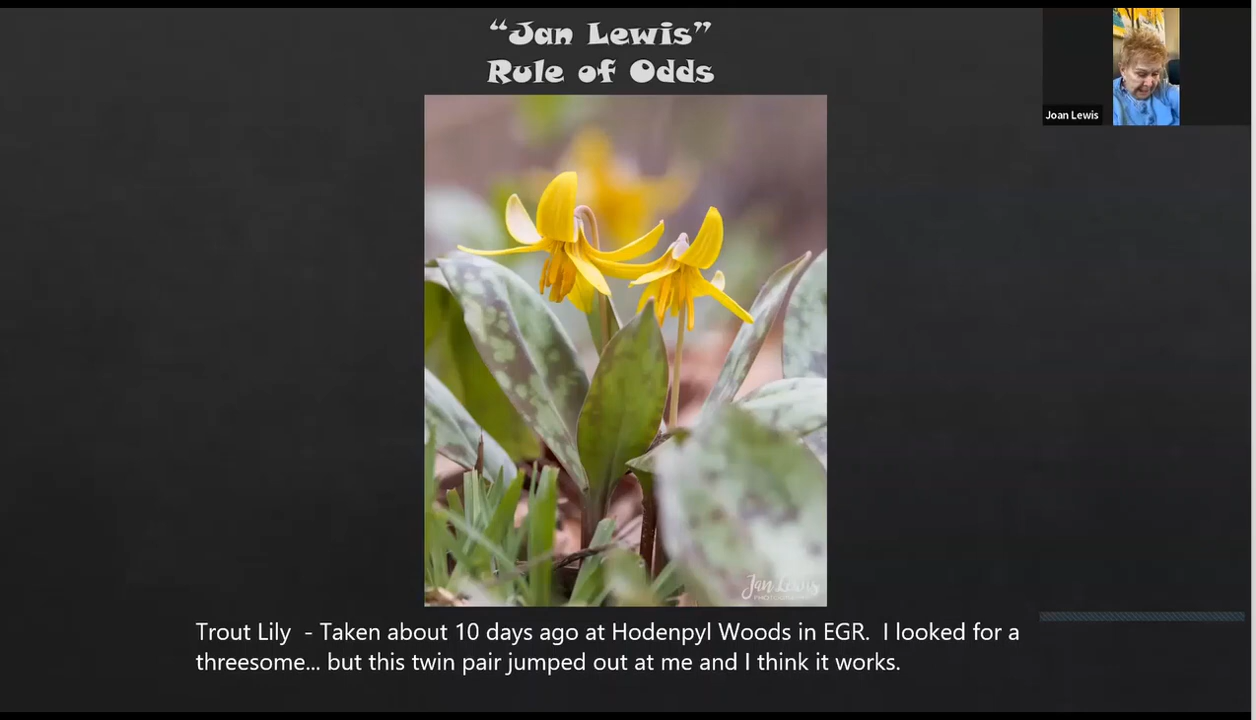 “Jan Lewis”
Rule of Odds
Joan Lewis
Jan Lewis
PHOTOGRAPHY
Trout Lily - Taken about 10 days ago at Hodenpyl Woods in EGR. I looked for a
threesome... but this twin pair jumped out at me and I think it works.